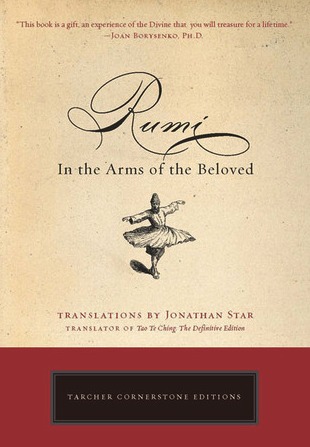 "This book is a gift, an experience of the Divine that you will treasure for a lifetime."
—Joan Borysenko, Ph.D.
Rumi
In the Arms of the Beloved
translations by Jonathan Star
translator of Tao Te Ching: The Definitive Edition
TARCHER CORNERSTONE EDITIONS